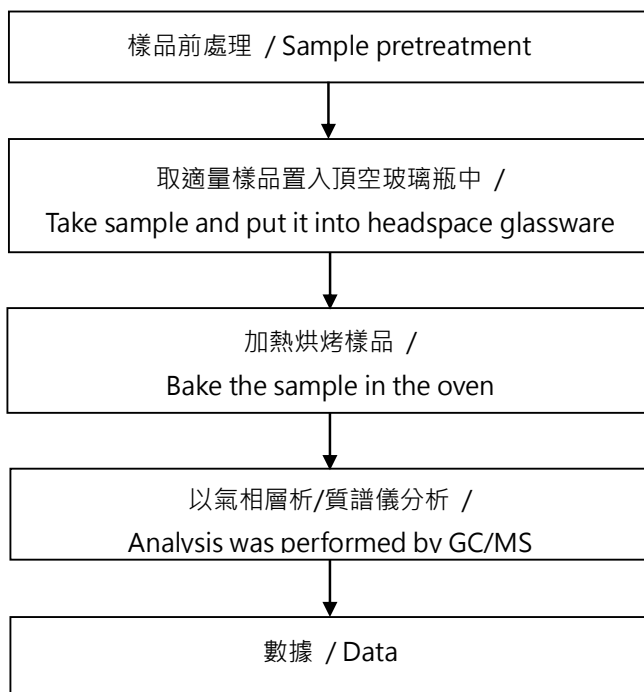 樣品前處理 / Sample pretreatment
取適量樣品置入頂空玻璃瓶中 /
Take sample and put it into headspace glassware
加熱烘烤樣品 /
Bake the sample in the oven
以氣相層析/質譜儀分析 /
Analysis was performed by GC/MS
數據 / Data